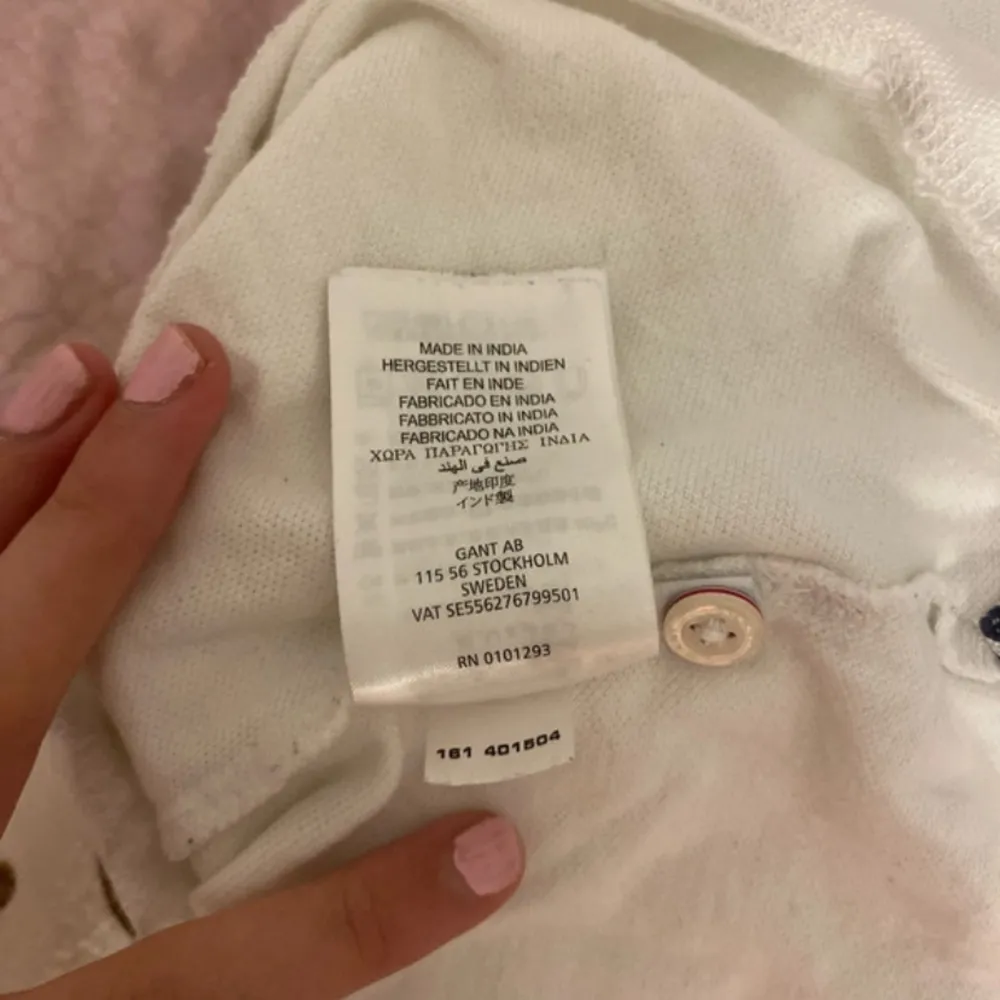 MADE IN INDIA
HERGESTELLT IN INDIEN
FAIT EN INDE
FABRICADO EN INDIA
FABBRICATO IN INDIA
FABRICADO NA INDIA
ΧΩΡΑ ΠΑΡΑΓΩΓΗΣ ΙΝΔΙΑ
صنع في الهند
产地印度
インド製
GANT AB
115 56 STOCKHOLM
SWEDEN
VAT SE556276799501
RN 0101293
161 401504